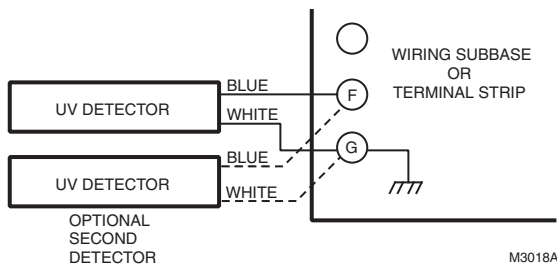 WIRING SUBBASE
OR
TERMINAL STRIP
BLUE
F
UV DETECTOR
WHITE
G
BLUE
UV DETECTOR
WHITE
OPTIONAL
SECOND
DETECTOR
M3018A